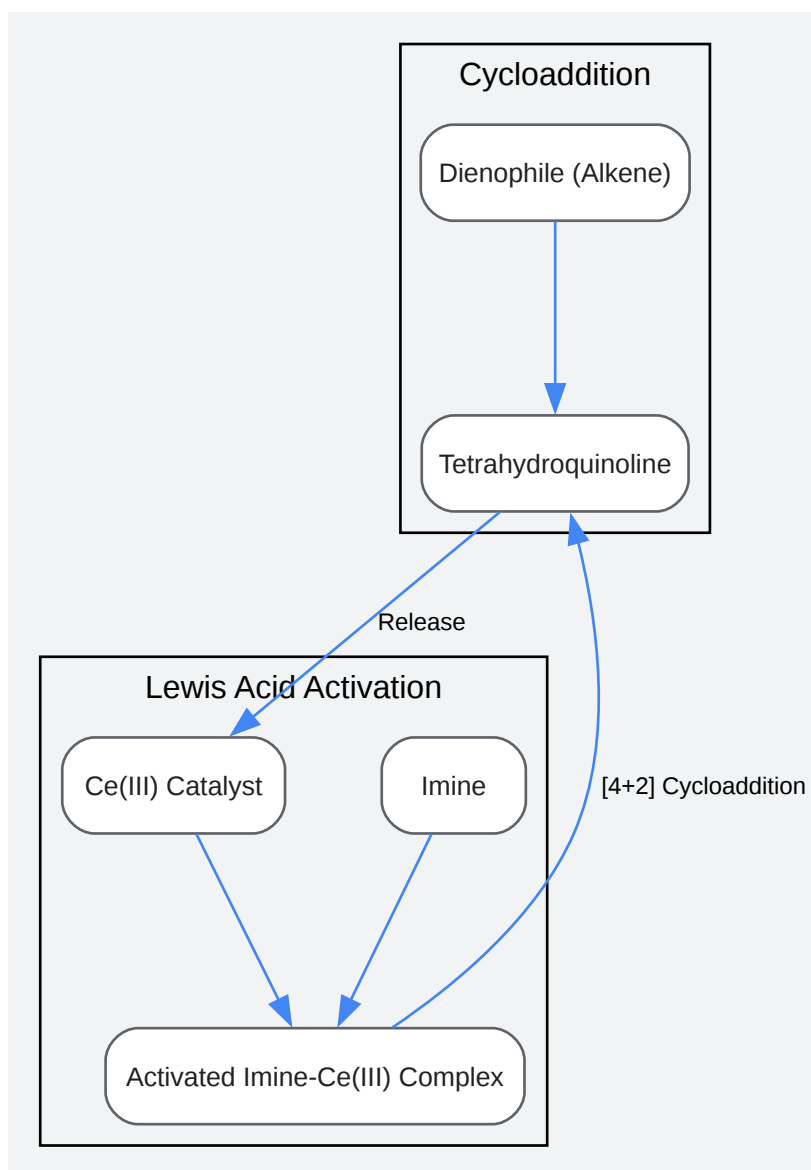 Cycloaddition
Dienophile (Alkene)
Tetrahydroquinoline
Release
Lewis Acid Activation
Ce(III) Catalyst
Imine
[4+2] Cycloaddition
Activated Imine-Ce(III) Complex